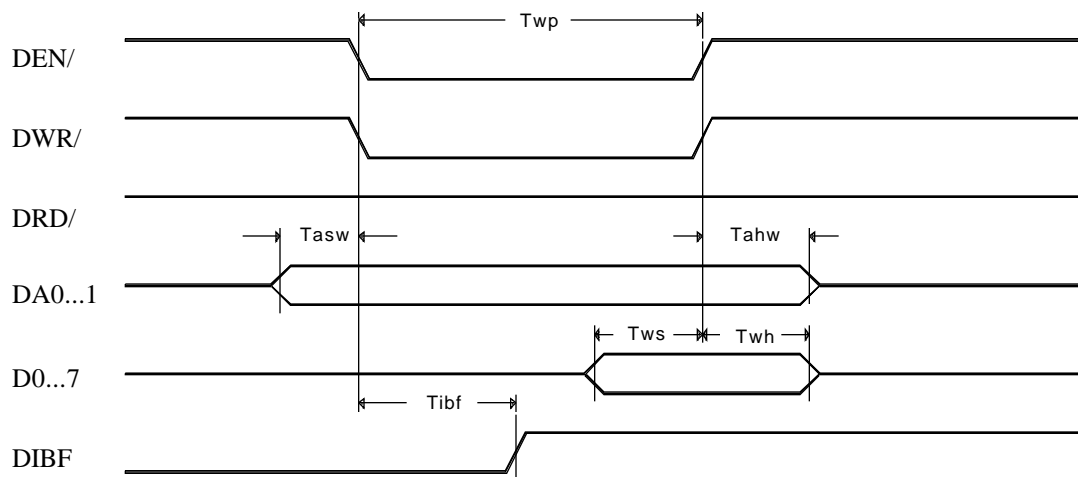 Twp
DEN/
DWR/
DRD/
Tasw Tahw
DA0...1
Tws Twh
D0...7
Tibf
DIBF